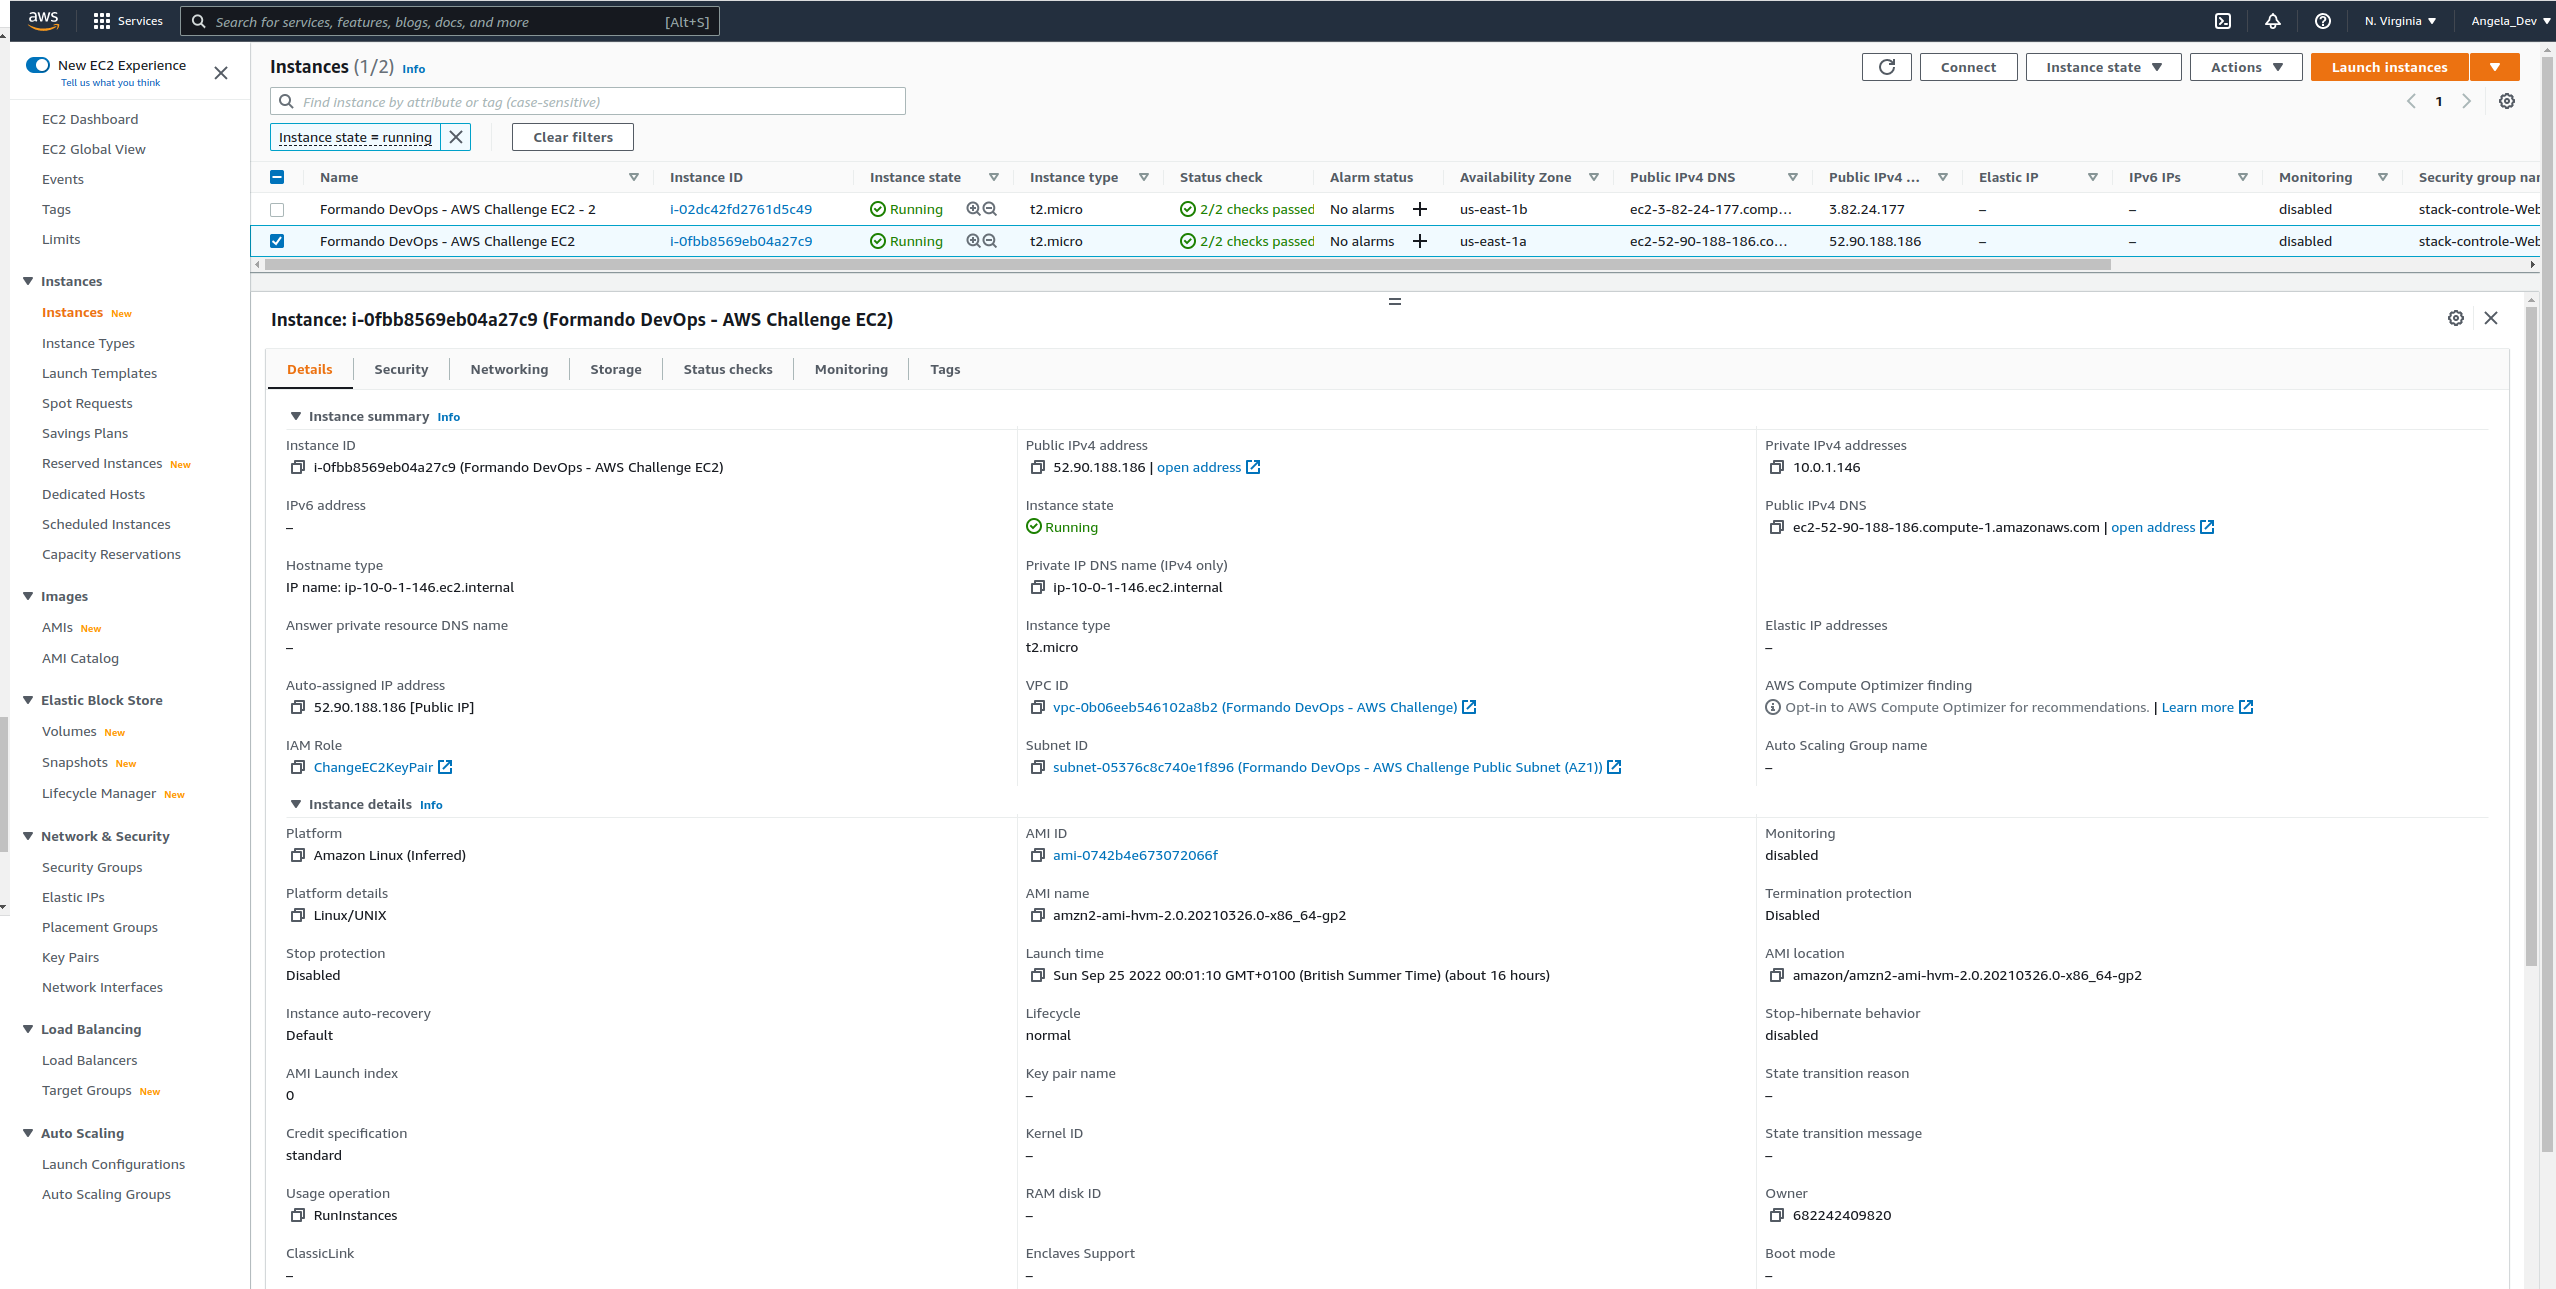 aws Services Search for services, features, blogs, docs, and more [Alt+S] N. Virginia Angela_Dev
New EC2 Experience
Tell us what you think
EC2 Dashboard
EC2 Global View
Events
Tags
Limits
Instances
Instances New
Instance Types
Launch Templates
Spot Requests
Savings Plans
Reserved Instances New
Dedicated Hosts
Scheduled Instances
Capacity Reservations
Images
AMIs New
AMI Catalog
Elastic Block Store
Volumes New
Snapshots New
Lifecycle Manager New
Network & Security
Security Groups
Elastic IPs
Placement Groups
Key Pairs
Network Interfaces
Load Balancing
Load Balancers
Target Groups New
Auto Scaling
Launch Configurations
Auto Scaling Groups
Instances (1/2) Info Connect Instance state Actions Launch instances
Find instance by attribute or tag (case-sensitive) 1
Instance state = running Clear filters
Name Instance ID Instance state Instance type Status check Alarm status Availability Zone Public IPv4 DNS Public IPv4 ... Elastic IP IPv6 IPs Monitoring Security group nar
Formando DevOps - AWS Challenge EC2 - 2 i-02dc42fd2761d5c49 Running t2.micro 2/2 checks passed No alarms + us-east-1b ec2-3-82-24-177.comp... 3.82.24.177 – – disabled stack-controle-Web
Formando DevOps - AWS Challenge EC2 i-0fbb8569eb04a27c9 Running t2.micro 2/2 checks passed No alarms + us-east-1a ec2-52-90-188-186.co... 52.90.188.186 – – disabled stack-controle-Web
Instance: i-0fbb8569eb04a27c9 (Formando DevOps - AWS Challenge EC2)
Details Security Networking Storage Status checks Monitoring Tags
Instance summary Info
Instance ID Public IPv4 address Private IPv4 addresses
i-0fbb8569eb04a27c9 (Formando DevOps - AWS Challenge EC2) 52.90.188.186 | open address 10.0.1.146
IPv6 address Instance state Public IPv4 DNS
– Running ec2-52-90-188-186.compute-1.amazonaws.com | open address
Hostname type Private IP DNS name (IPv4 only)
IP name: ip-10-0-1-146.ec2.internal ip-10-0-1-146.ec2.internal
Answer private resource DNS name Instance type Elastic IP addresses
– t2.micro –
Auto-assigned IP address VPC ID AWS Compute Optimizer finding
52.90.188.186 [Public IP] vpc-0b06eeb546102a8b2 (Formando DevOps - AWS Challenge) Opt-in to AWS Compute Optimizer for recommendations. | Learn more
IAM Role Subnet ID Auto Scaling Group name
ChangeEC2KeyPair subnet-05376c8c740e1f896 (Formando DevOps - AWS Challenge Public Subnet (AZ1)) –
Instance details Info
Platform AMI ID Monitoring
Amazon Linux (Inferred) ami-0742b4e673072066f disabled
Platform details AMI name Termination protection
Linux/UNIX amzn2-ami-hvm-2.0.20210326.0-x86_64-gp2 Disabled
Stop protection Launch time AMI location
Disabled Sun Sep 25 2022 00:01:10 GMT+0100 (British Summer Time) (about 16 hours) amazon/amzn2-ami-hvm-2.0.20210326.0-x86_64-gp2
Instance auto-recovery Lifecycle Stop-hibernate behavior
Default normal disabled
AMI Launch index Key pair name State transition reason
0 – –
Credit specification Kernel ID State transition message
standard – –
Usage operation RAM disk ID Owner
RunInstances – 682242409820
ClassicLink Enclaves Support Boot mode
– – –